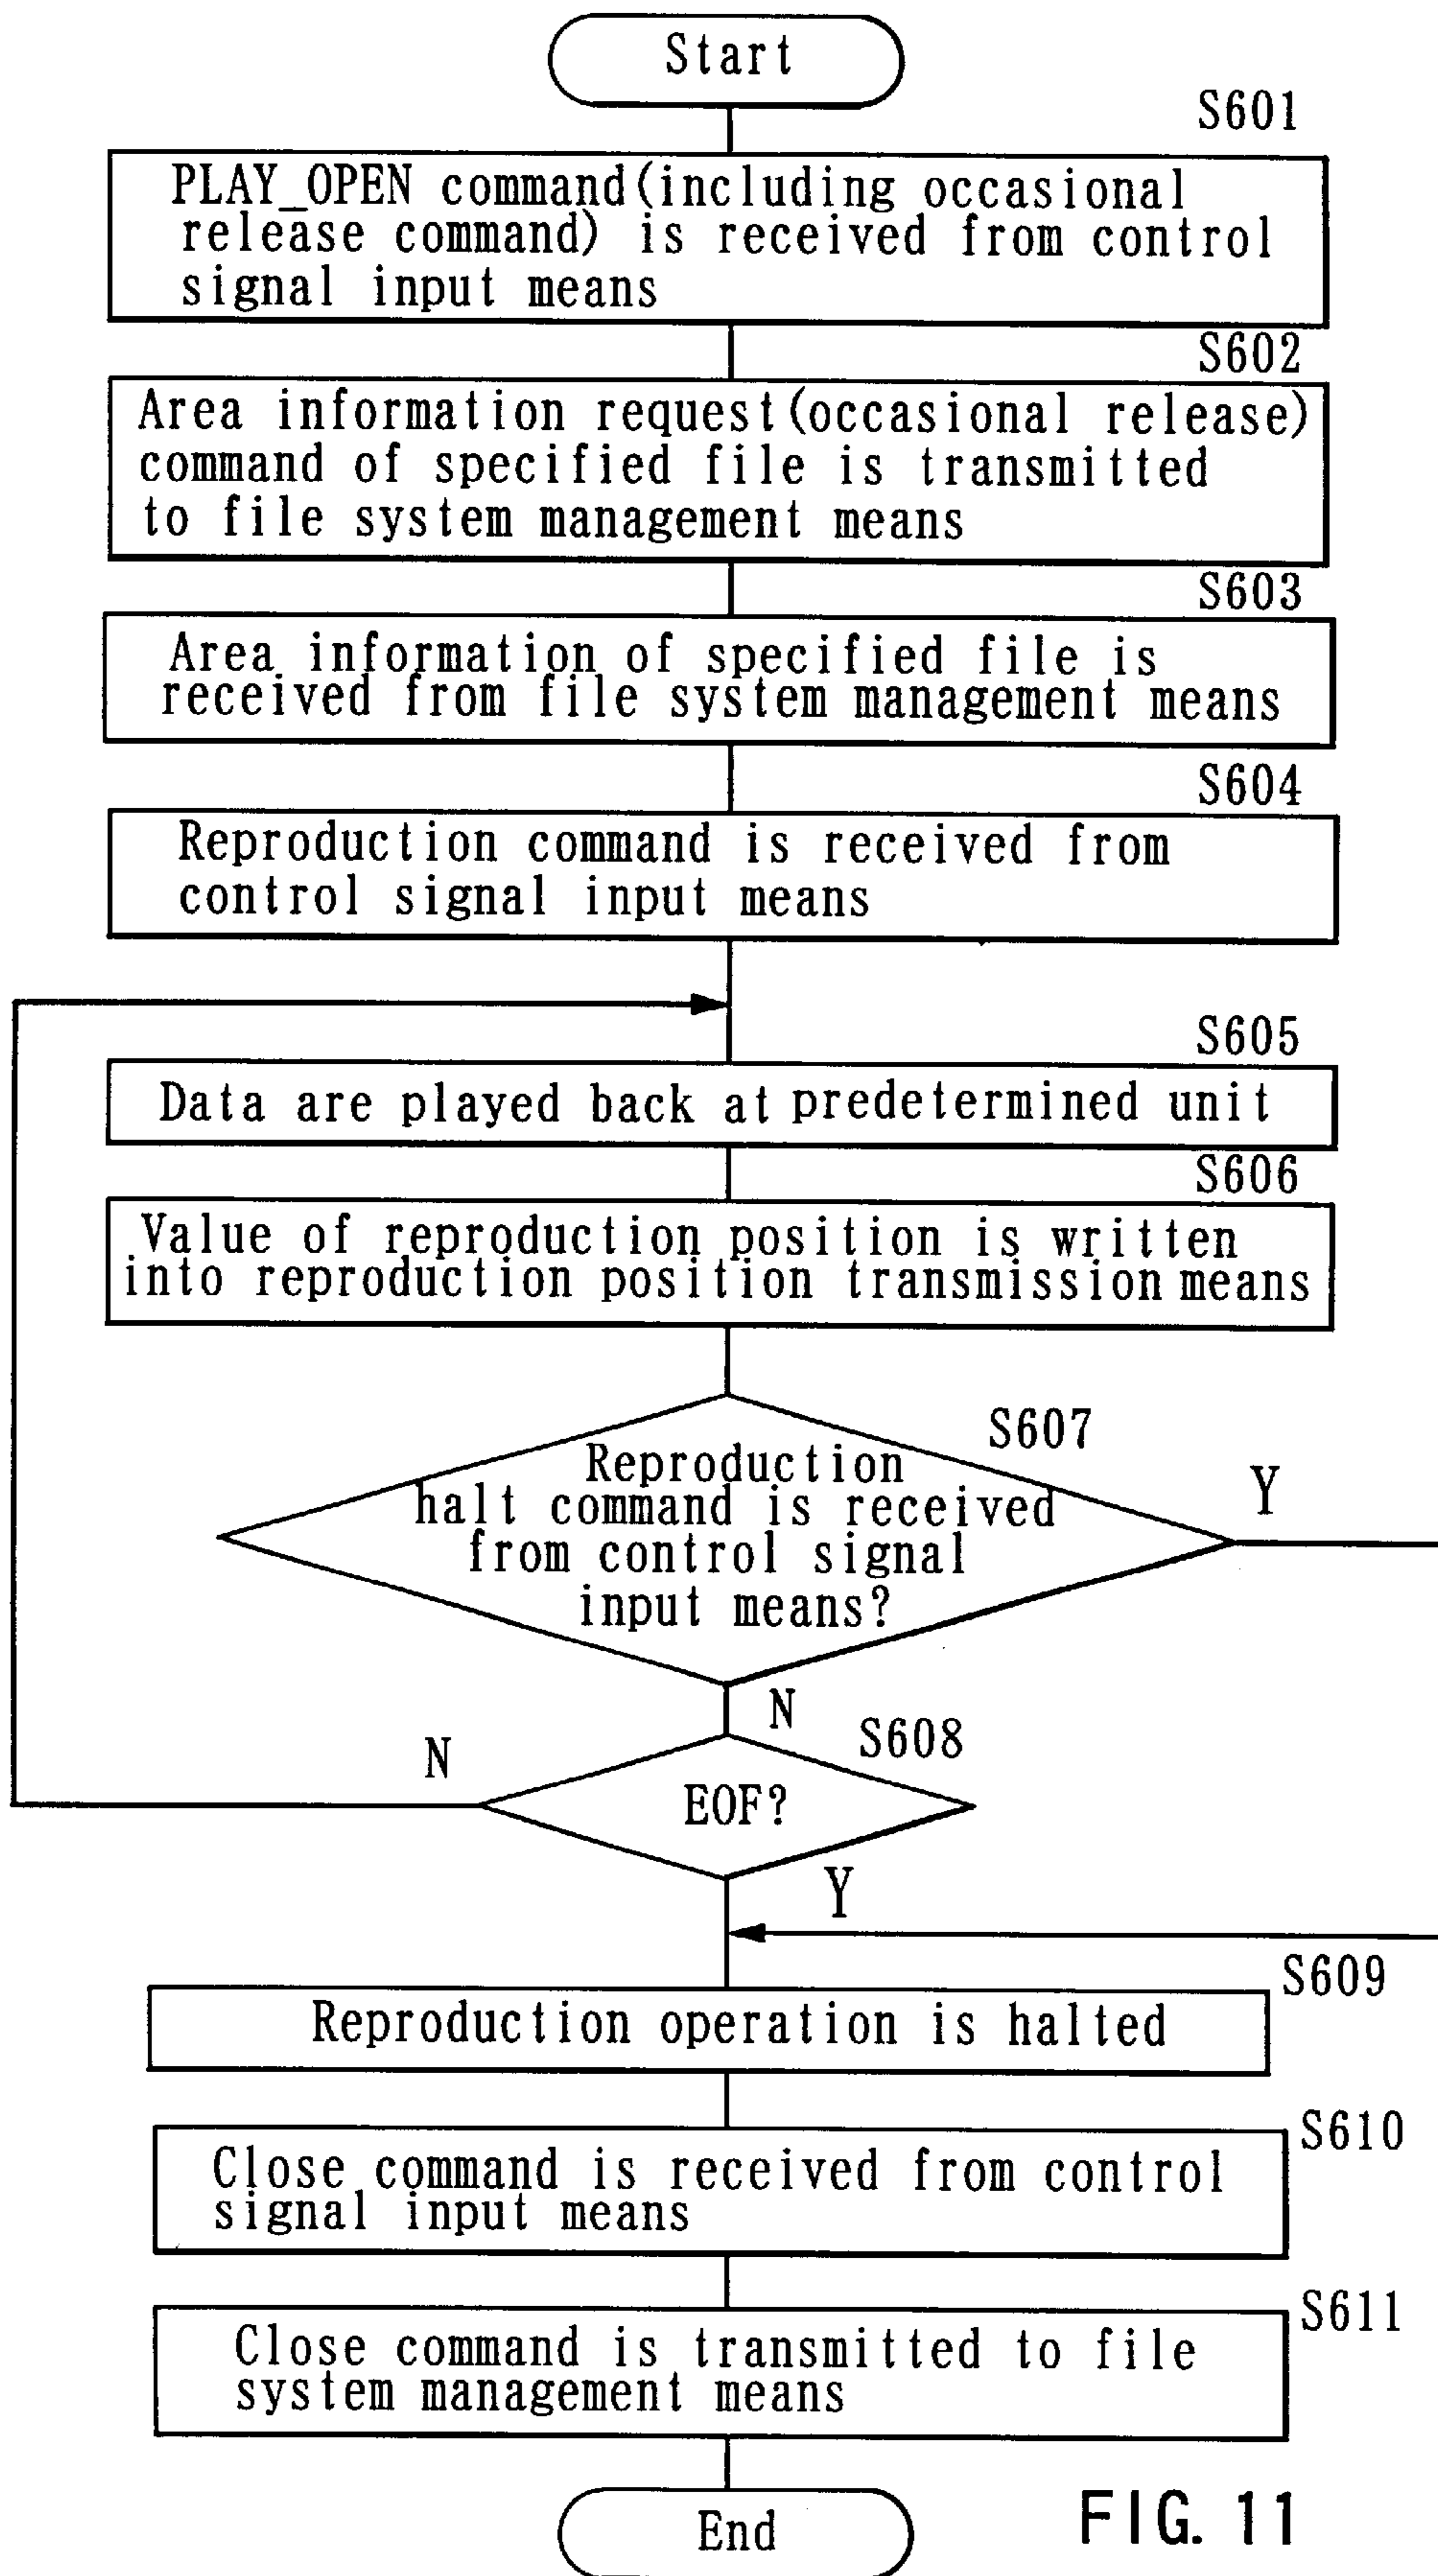 Start
S601
PLAY_OPEN command(including occasional
release command) is received from control
signal input means
S602
Area information request(occasional release)
command of specified file is transmitted
to file system management means
S603
Area information of specified file is
received from file system management means
S604
Reproduction command is received from
control signal input means
S605
Data are played back at predetermined unit
S606
Value of reproduction position is written
into reproduction position transmission means
S607
Reproduction
halt command is received
from control signal
input means?
Y
N
S608
N
EOF?
Y
S609
Reproduction operation is halted
S610
Close command is received from control
signal input means
S611
Close command is transmitted to file
system management means
End
FIG. 11